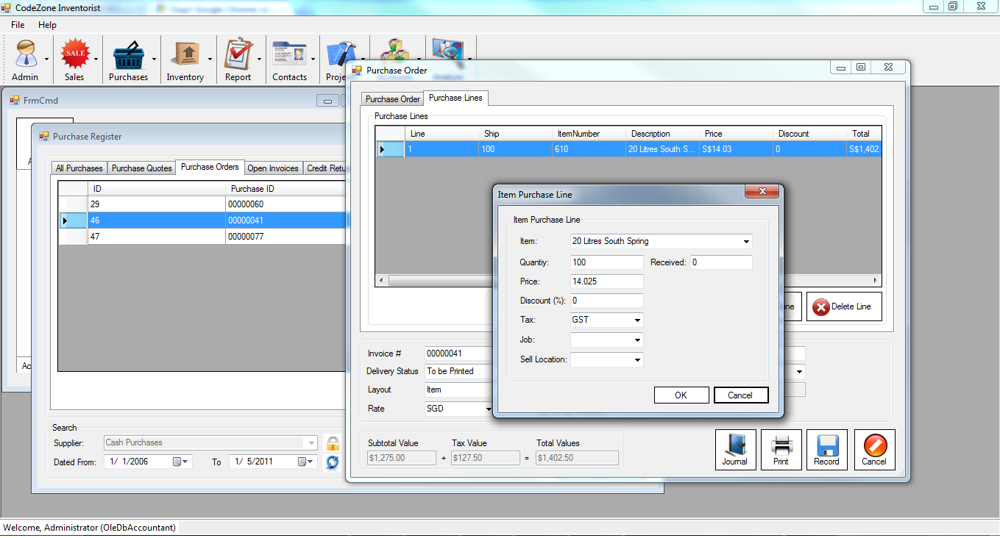 CodeZone Inventorist
File Help
Admin Sales Purchases Inventory Report Contacts
SALE
FrmCmd
Purchase Register
All Purchases Purchase Quotes Purchase Orders Open Invoices Credit Retu
ID Purchase ID
29 00000060
46 00000041
47 00000077
Search
Supplier: Cash Purchases
Dated From: 1/ 1/2006 To 1/ 5/2011
Purchase Order
Purchase Order Purchase Lines
Purchase Lines
Line Ship ItemNumber Description Price Discount Total
1 100 610 20 Litres South S... S$14.03 0 S$1,402.
ine Delete Line
Invoice # 00000041
Delivery Status To be Printed
Layout Item
Rate SGD
Subtotal Value Tax Value Total Values
$1,275.00 + $127.50 = $1,402.50
Journal Print Record Cancel
Item Purchase Line
Item Purchase Line
Item: 20 Litres South Spring
Quantiy: 100 Received: 0
Price: 14.025
Discount (%): 0
Tax: GST
Job:
Sell Location:
OK Cancel
Welcome, Administrator (OleDbAccountant)